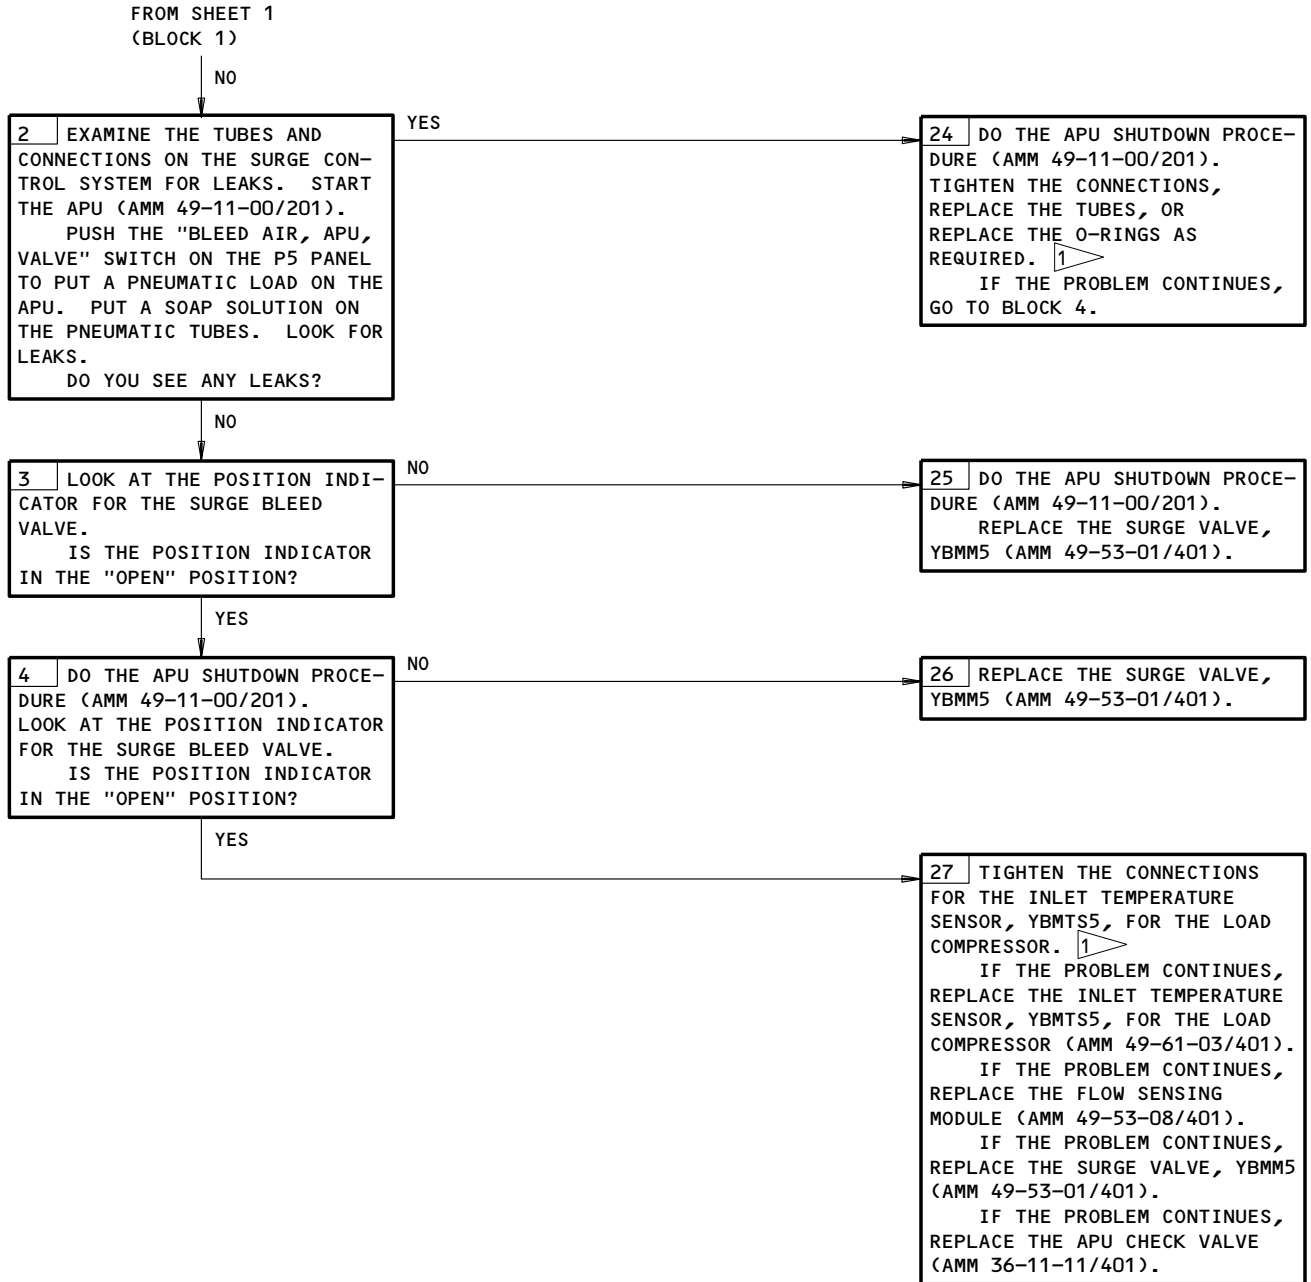 FROM SHEET 1
(BLOCK 1)
NO
2 EXAMINE THE TUBES AND
CONNECTIONS ON THE SURGE CON-
TROL SYSTEM FOR LEAKS. START
THE APU (AMM 49-11-00/201).
PUSH THE "BLEED AIR, APU,
VALVE" SWITCH ON THE P5 PANEL
TO PUT A PNEUMATIC LOAD ON THE
APU. PUT A SOAP SOLUTION ON
THE PNEUMATIC TUBES. LOOK FOR
LEAKS.
DO YOU SEE ANY LEAKS?
YES
24 DO THE APU SHUTDOWN PROCE-
DURE (AMM 49-11-00/201).
TIGHTEN THE CONNECTIONS,
REPLACE THE TUBES, OR
REPLACE THE O-RINGS AS
REQUIRED. 1
IF THE PROBLEM CONTINUES,
GO TO BLOCK 4.
NO
3 LOOK AT THE POSITION INDI-
CATOR FOR THE SURGE BLEED
VALVE.
IS THE POSITION INDICATOR
IN THE "OPEN" POSITION?
NO
25 DO THE APU SHUTDOWN PROCE-
DURE (AMM 49-11-00/201).
REPLACE THE SURGE VALVE,
YBMM5 (AMM 49-53-01/401).
YES
4 DO THE APU SHUTDOWN PROCE-
DURE (AMM 49-11-00/201).
LOOK AT THE POSITION INDICATOR
FOR THE SURGE BLEED VALVE.
IS THE POSITION INDICATOR
IN THE "OPEN" POSITION?
NO
26 REPLACE THE SURGE VALVE,
YBMM5 (AMM 49-53-01/401).
YES
27 TIGHTEN THE CONNECTIONS
FOR THE INLET TEMPERATURE
SENSOR, YBMTS5, FOR THE LOAD
COMPRESSOR. 1
IF THE PROBLEM CONTINUES,
REPLACE THE INLET TEMPERATURE
SENSOR, YBMTS5, FOR THE LOAD
COMPRESSOR (AMM 49-61-03/401).
IF THE PROBLEM CONTINUES,
REPLACE THE FLOW SENSING
MODULE (AMM 49-53-08/401).
IF THE PROBLEM CONTINUES,
REPLACE THE SURGE VALVE, YBMM5
(AMM 49-53-01/401).
IF THE PROBLEM CONTINUES,
REPLACE THE APU CHECK VALVE
(AMM 36-11-11/401).